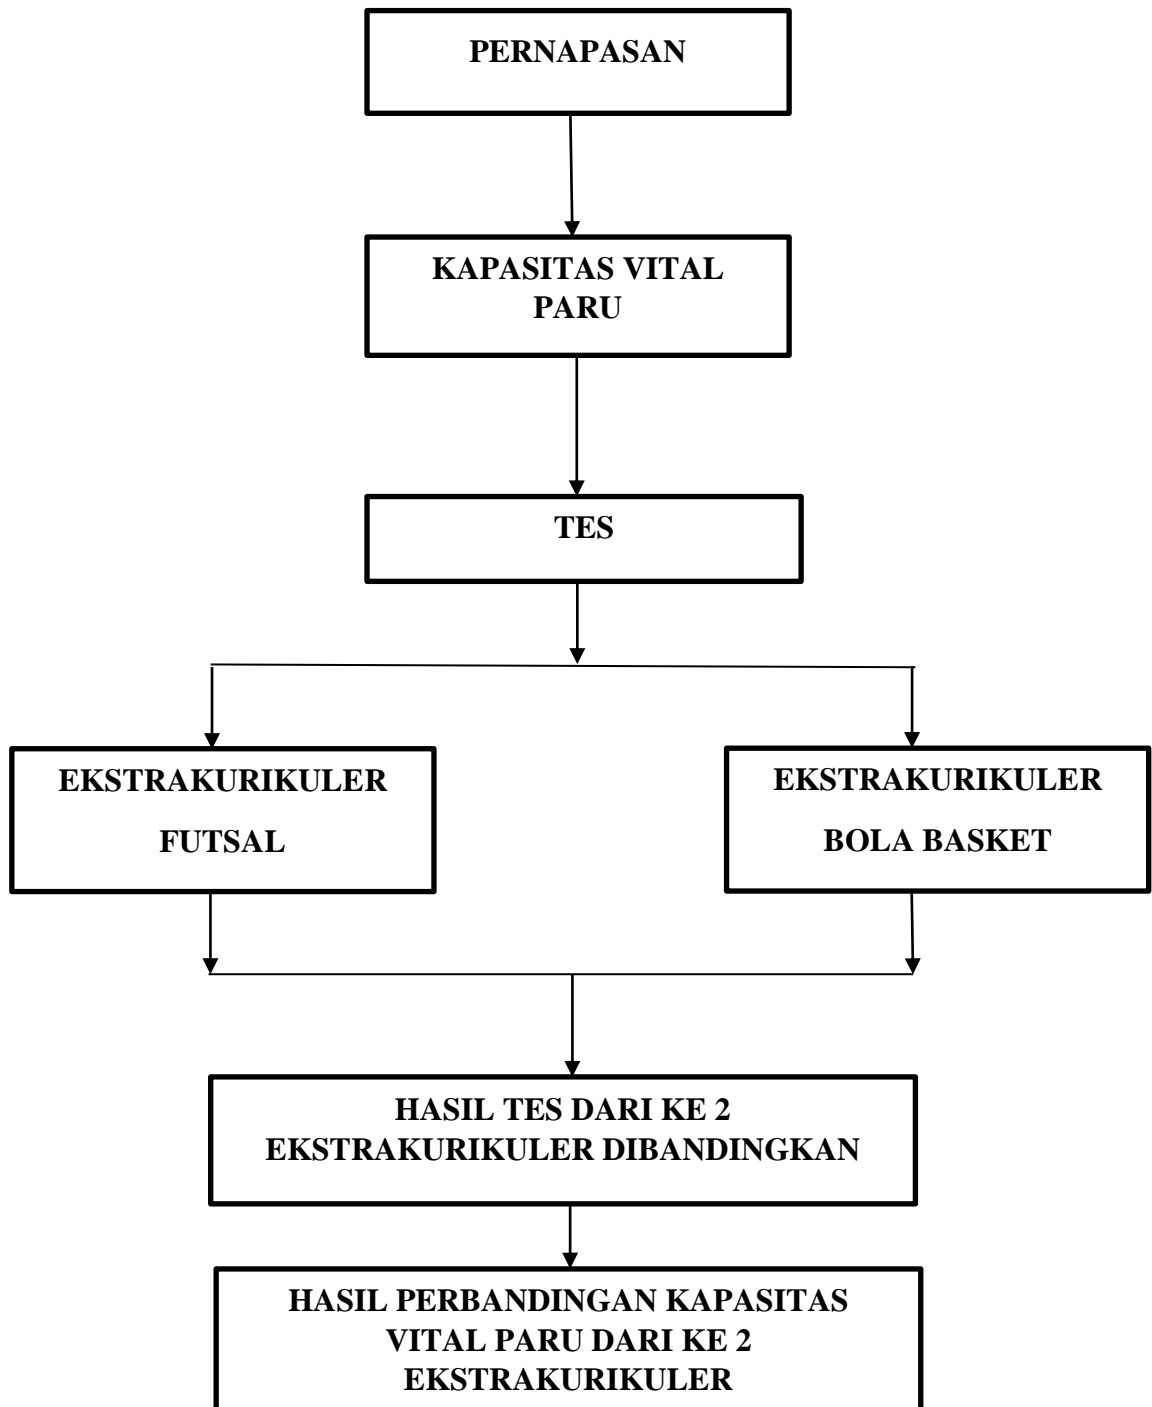 PERNAPASAN
KAPASITAS VITAL
PARU
TES
EKSTRAKURIKULER
FUTSAL
EKSTRAKURIKULER
BOLA BASKET
HASIL TES DARI KE 2
EKSTRAKURIKULER DIBANDINGKAN
HASIL PERBANDINGAN KAPASITAS
VITAL PARU DARI KE 2
EKSTRAKURIKULER